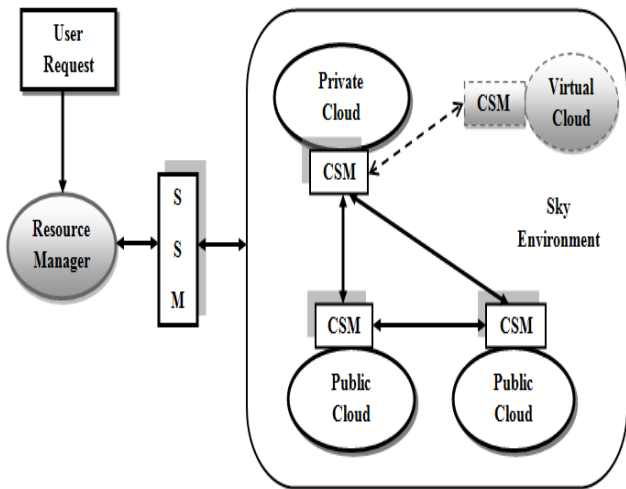 User
Request
Resource
Manager
S
S
M
Private
Cloud
CSM
CSM
Virtual
Cloud
Sky
Environment
CSM
Public
Cloud
CSM
Public
Cloud